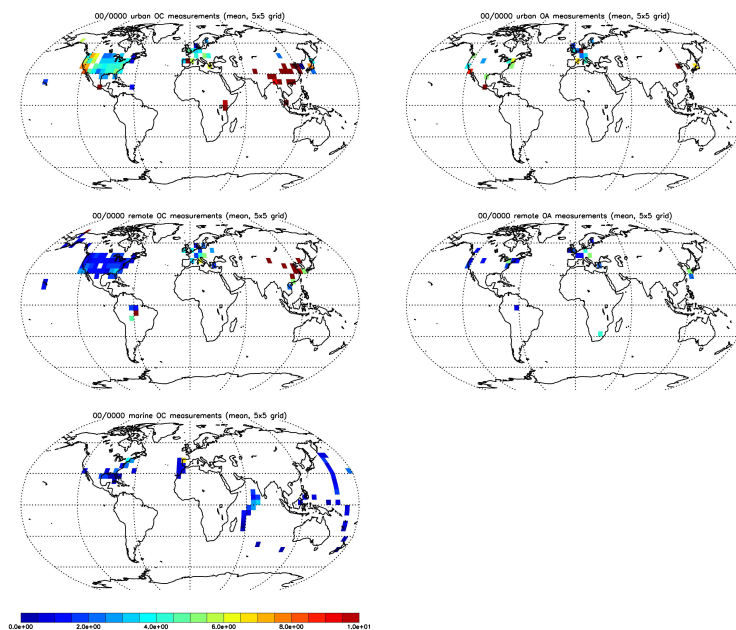 00/0000 urban OC measurements (mean, 5x5 grid)
00/0000 urban OA measurements (mean, 5x5 grid)
00/0000 remote OC measurements (mean, 5x5 grid)
00/0000 remote OA measurements (mean, 5x5 grid)
00/0000 marine OC measurements (mean, 5x5 grid)
0.0e+00 2.0e+00 4.0e+00 6.0e+00 8.0e+00 1.0e+01